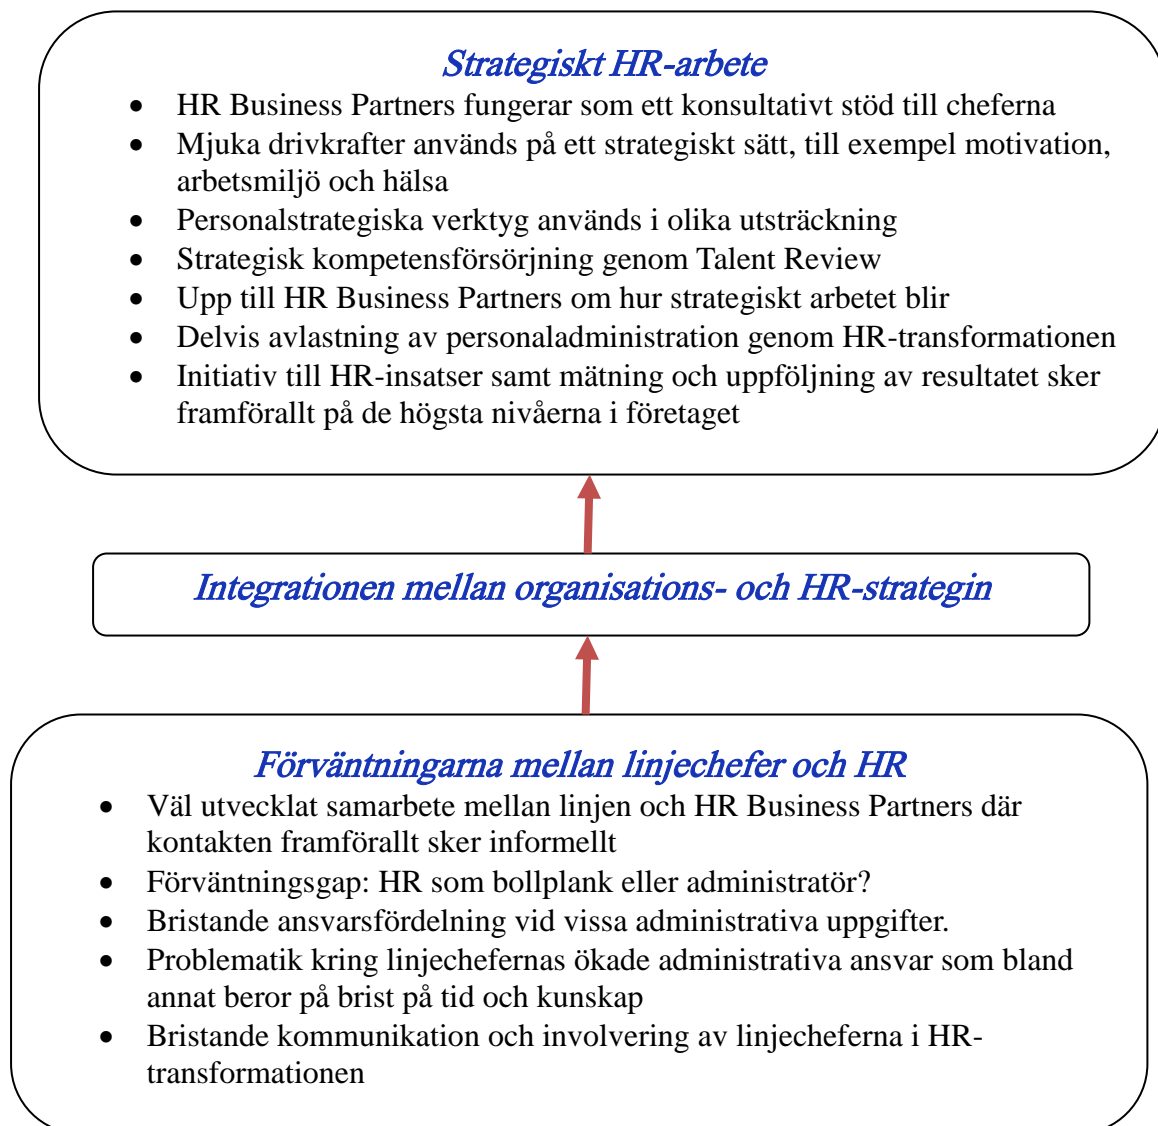 Strategiskt HR-arbete
• HR Business Partners fungerar som ett konsultativt stöd till cheferna
• Mjuka drivkrafter används på ett strategiskt sätt, till exempel motivation,
arbetsmiljö och hälsa
• Personalstrategiska verktyg används i olika utsträckning
• Strategisk kompetensförsörjning genom Talent Review
• Upp till HR Business Partners om hur strategiskt arbetet blir
• Delvis avlastning av personaladministration genom HR-transformationen
• Initiativ till HR-insatser samt mätning och uppföljning av resultatet sker
framförallt på de högsta nivåerna i företaget
Integrationen mellan organisations- och HR-strategin
Förväntningarna mellan linjechefer och HR
• Väl utvecklat samarbete mellan linjen och HR Business Partners där
kontakten framförallt sker informellt
• Förväntningsgap: HR som bollplank eller administratör?
• Bristande ansvarsfördelning vid vissa administrativa uppgifter.
• Problematik kring linjechefernas ökade administrativa ansvar som bland
annat beror på brist på tid och kunskap
• Bristande kommunikation och involvering av linjecheferna i HR-
transformationen